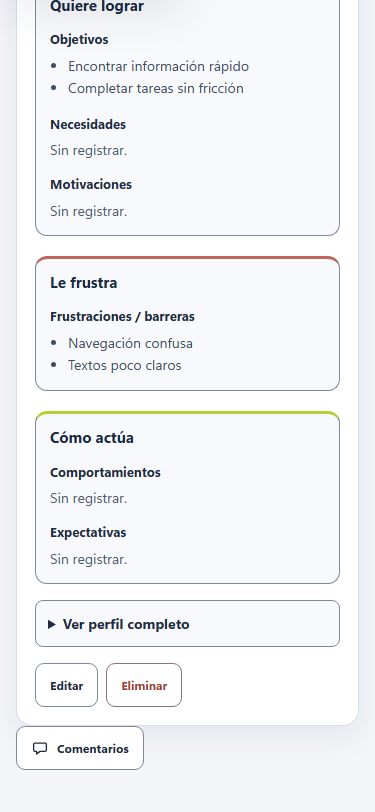 Quiere lograr
Objetivos
Encontrar información rápido
Completar tareas sin fricción
Necesidades
Sin registrar.
Motivaciones
Sin registrar.
Le frustra
Frustraciones / barreras
Navegación confusa
Textos poco claros
Cómo actúa
Comportamientos
Sin registrar.
Expectativas
Sin registrar.
Ver perfil completo
Editar Eliminar
Comentarios